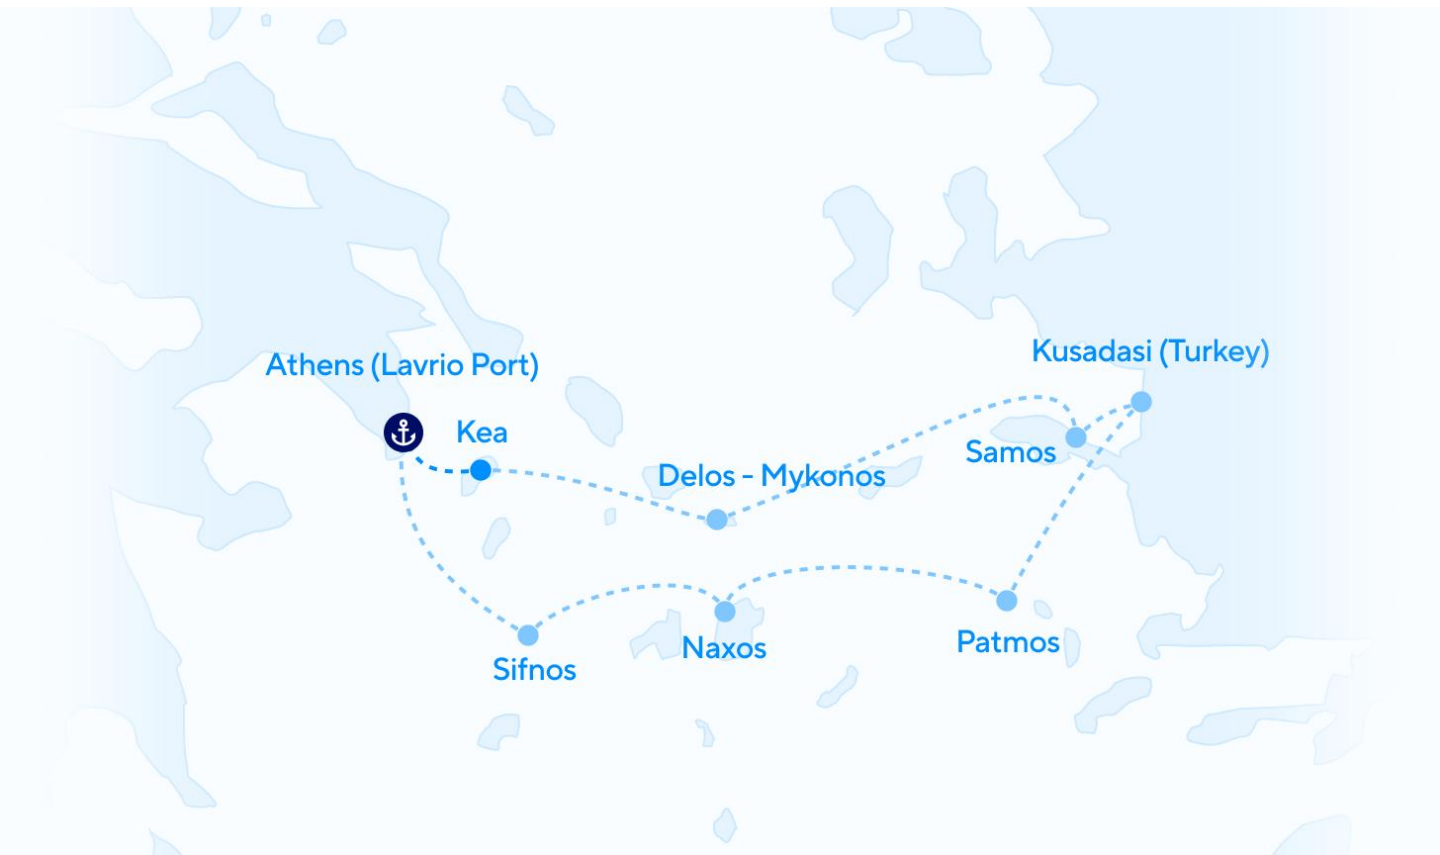 Kusadasi (Turkey)
Athens (Lavrio Port)
Kea
Samos
Delos - Mykonos
Patmos
Naxos
Sifnos